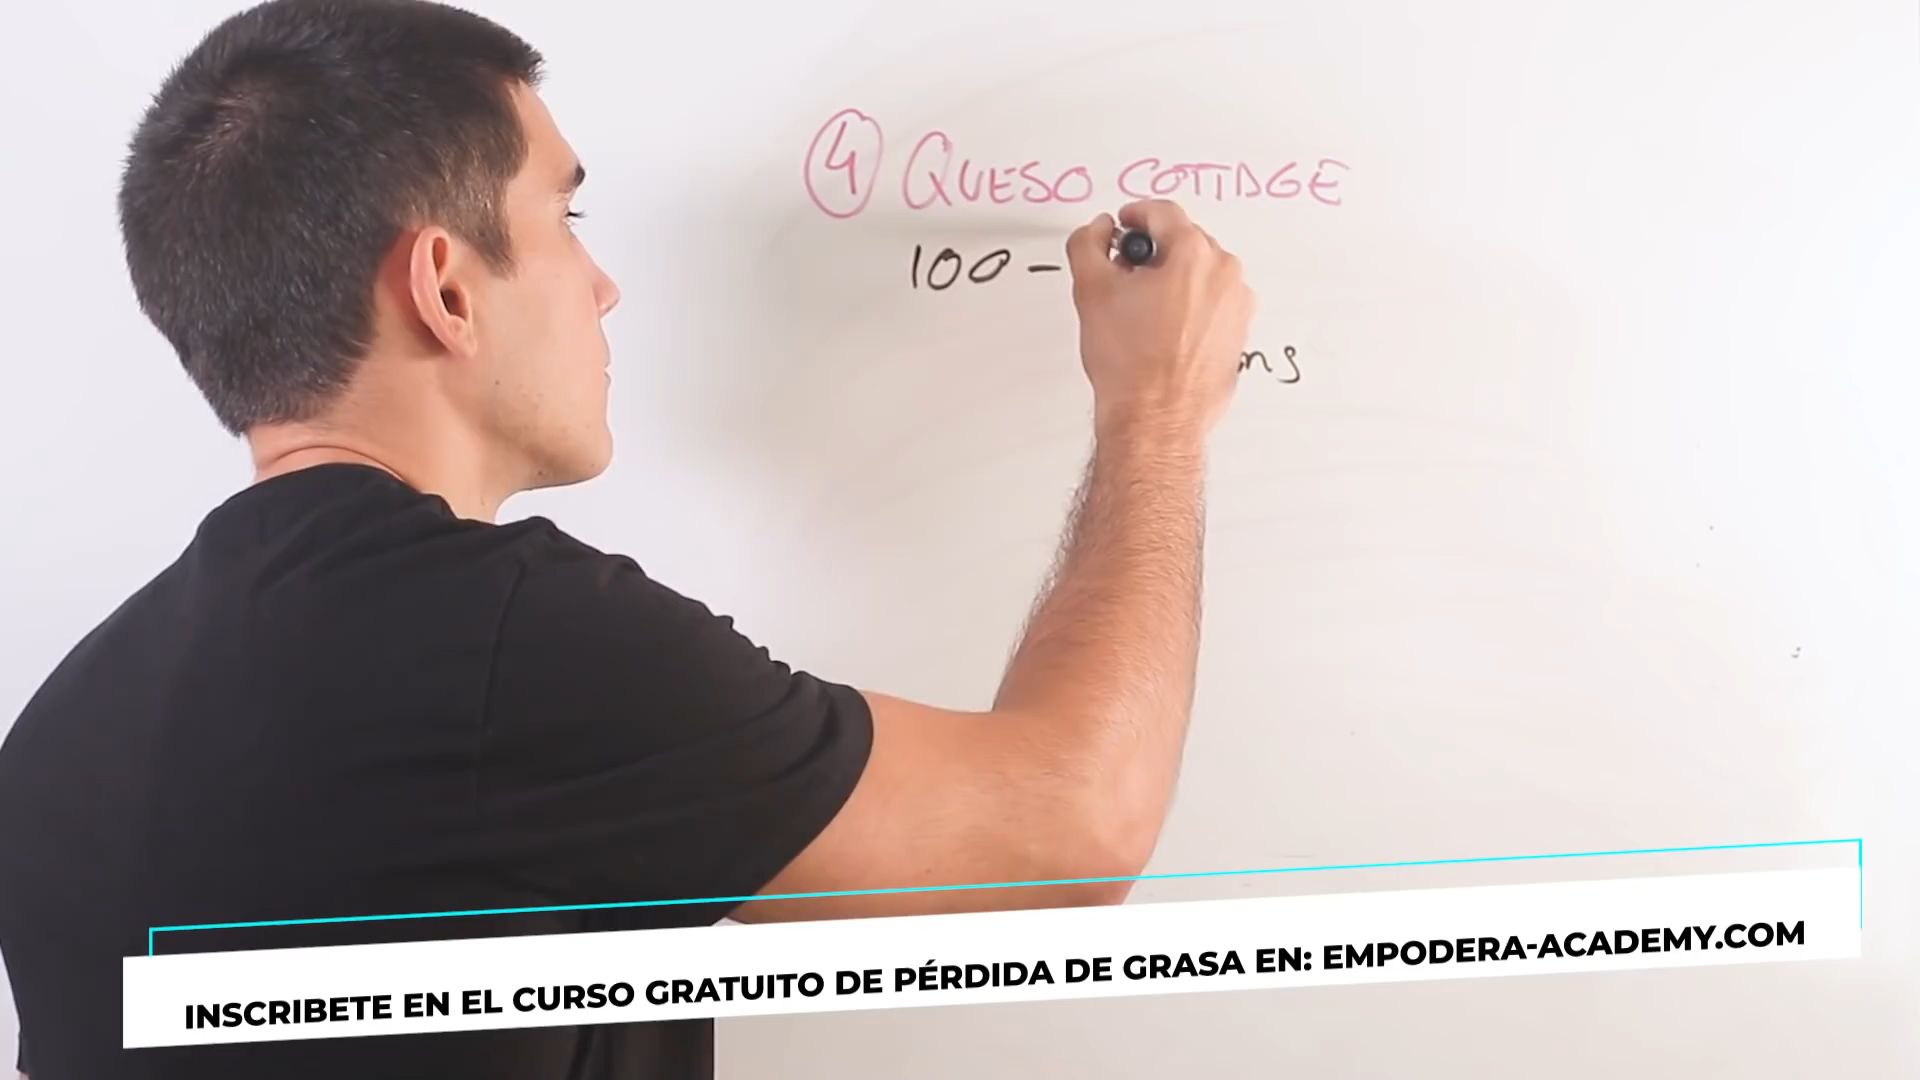 4 QUESO COTTAGE
100 -
INSCRIBETE EN EL CURSO GRATUITO DE PÉRDIDA DE GRASA EN: EMPODERA-ACADEMY.COM